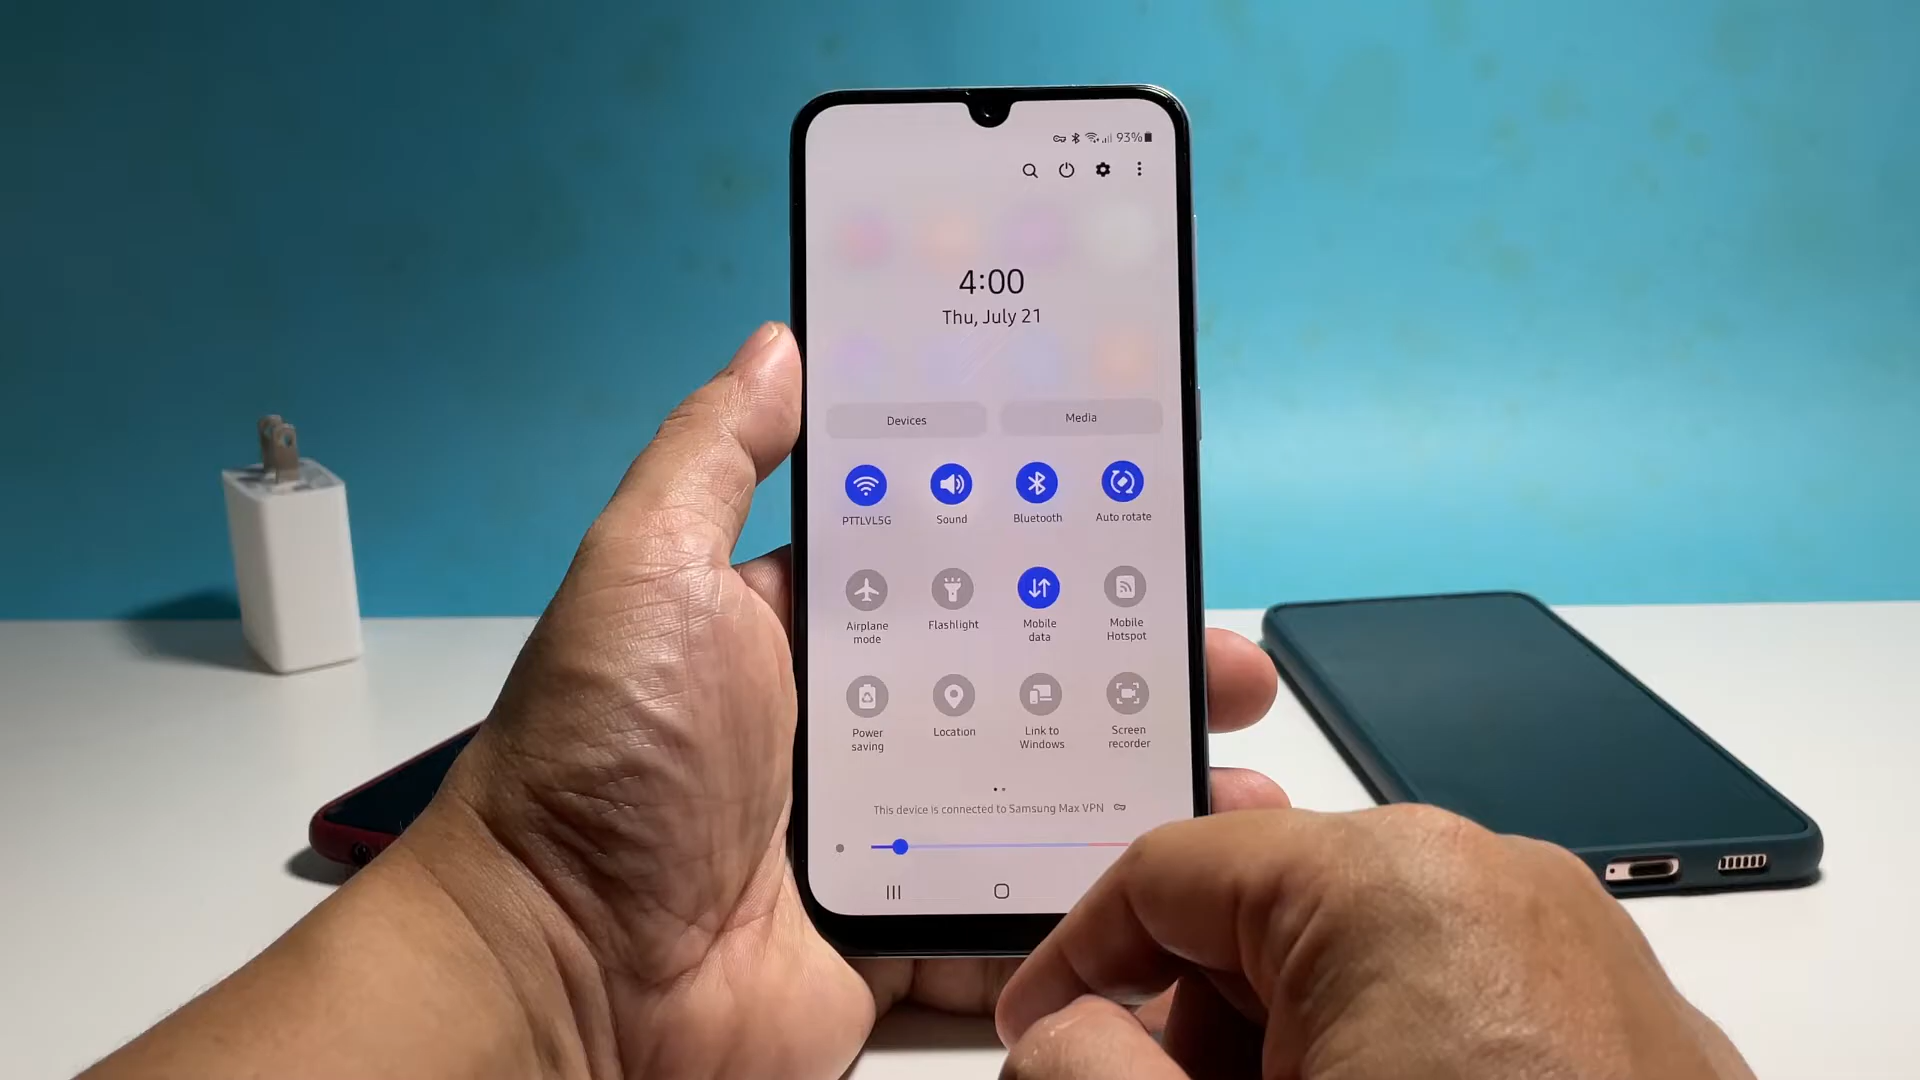 93%
4:00
Thu, July 21
Devices Media
PTTLVL5G Sound Bluetooth Auto rotate
Airplane
mode
Flashlight
Mobile
data
Mobile
Hotspot
Power
saving
Location
Link to
Windows
Screen
recorder
This device is connected to Samsung Max VPN